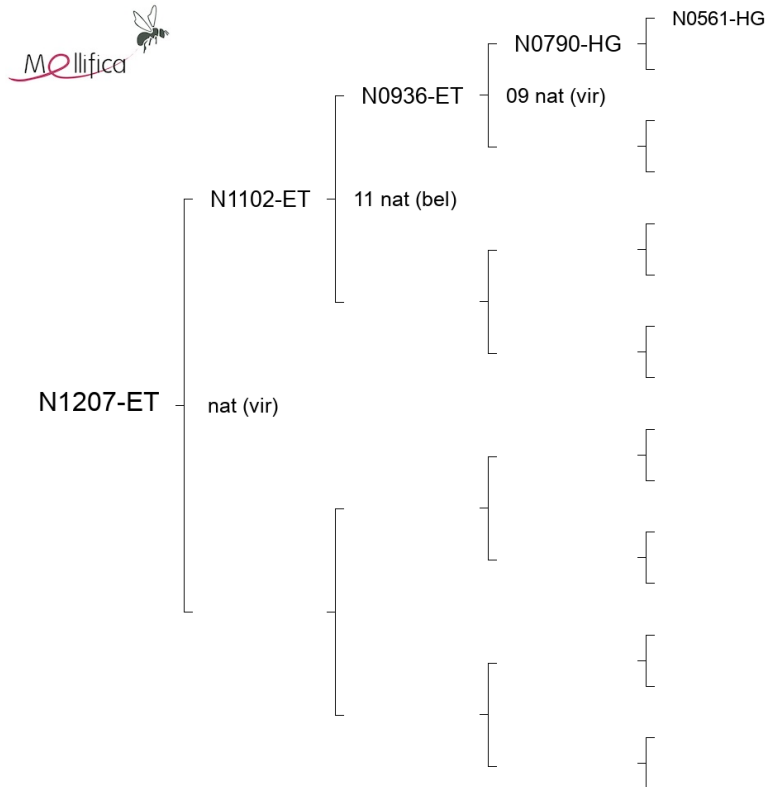 Mellifica
N0561-HG
N0790-HG
N0936-ET
09 nat (vir)
N1102-ET
11 nat (bel)
N1207-ET
nat (vir)